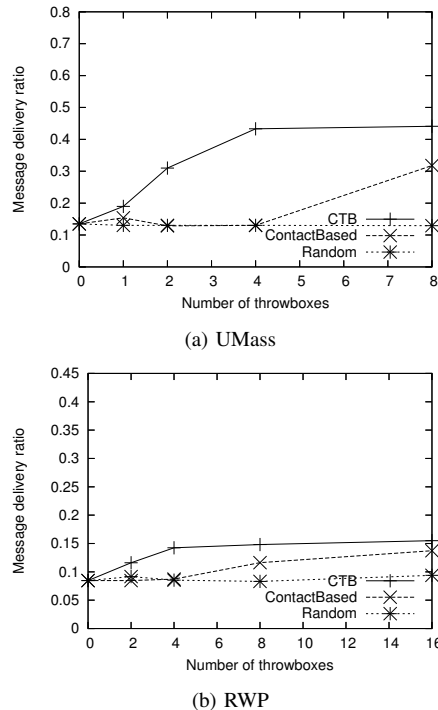 0.8
0.7
0.6
0.5
0.4
0.3
0.2
0.1
0
Message delivery ratio
CTB
ContactBased
Random
0 1 2 3 4 5 6 7 8
Number of throwboxes
(a) UMass
0.45
0.4
0.35
0.3
0.25
0.2
0.15
0.1
0.05
0
Message delivery ratio
CTB
ContactBased
Random
0 2 4 6 8 10 12 14 16
Number of throwboxes
(b) RWP